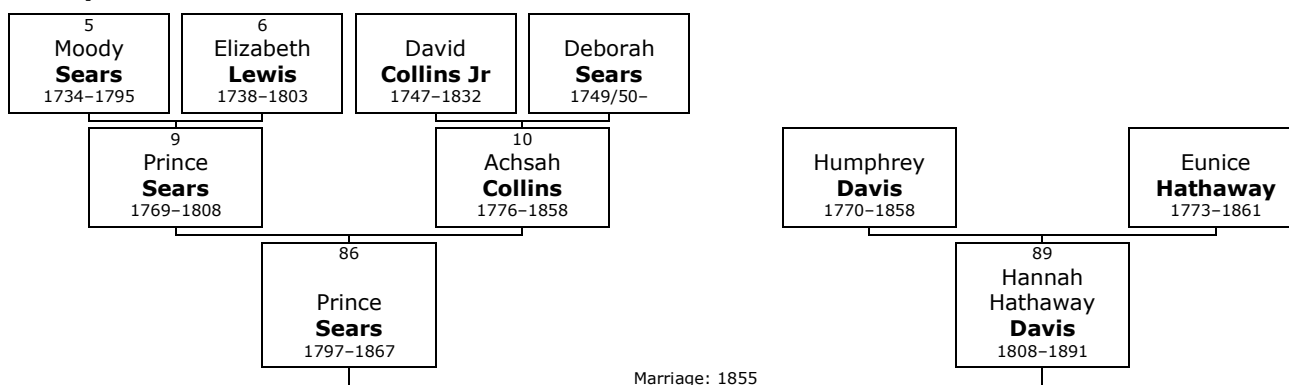 5
Moody
Sears
1734–1795
6
Elizabeth
Lewis
1738–1803
David
Collins Jr
1747–1832
Deborah
Sears
1749/50–
9
Prince
Sears
1769–1808
10
Achsah
Collins
1776–1858
Humphrey
Davis
1770–1858
Eunice
Hathaway
1773–1861
86
Prince
Sears
1797–1867
89
Hannah
Hathaway
Davis
1808–1891
Marriage: 1855